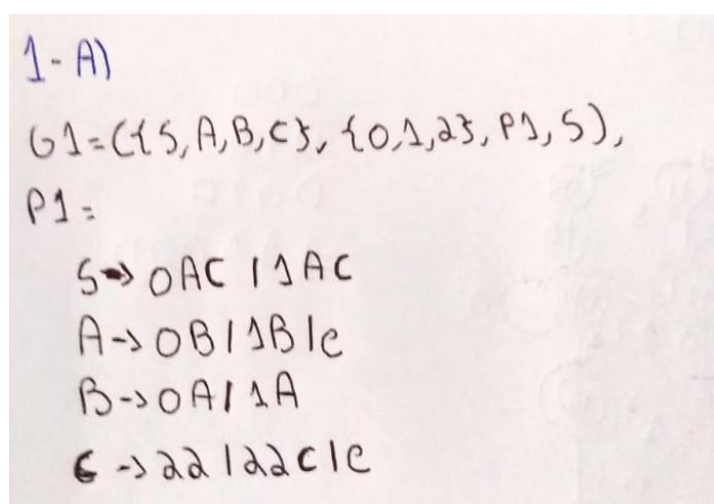 1- A)
G1=({S,A,B,C}, {0,1,2}, P1, S),
P1=
S -> 0AC | 1AC
A -> 0B | 1B | e
B -> 0A | 1A
C -> 22 | 22C | e